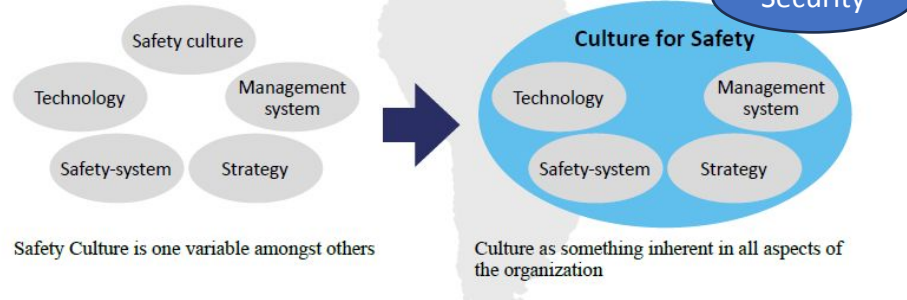 Security
Safety culture
Technology
Management
system
Safety-system
Strategy
Safety Culture is one variable amongst others
Culture for Safety
Technology
Management
system
Safety-system
Strategy
Culture as something inherent in all aspects of
the organization